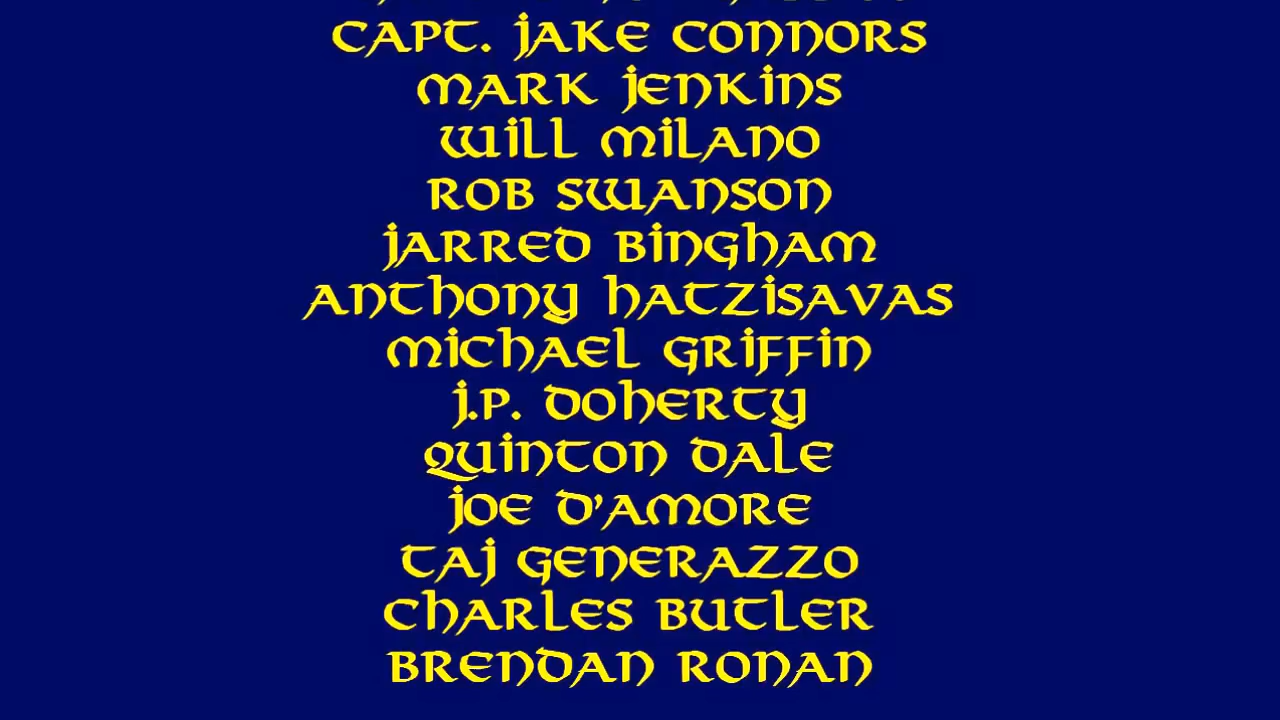 CAPT. JAKE CONNORS
MARK JENKINS
WILL MILANO
ROB SWANSON
JARRED BINGHAM
ANTHONY HATZISAVAS
MICHAEL GRIFFIN
J.P. DOHERTY
QUINTON DALE
JOE D'AMORE
TAJ GENERAZZO
CHARLES BUTLER
BRENDAN RONAN